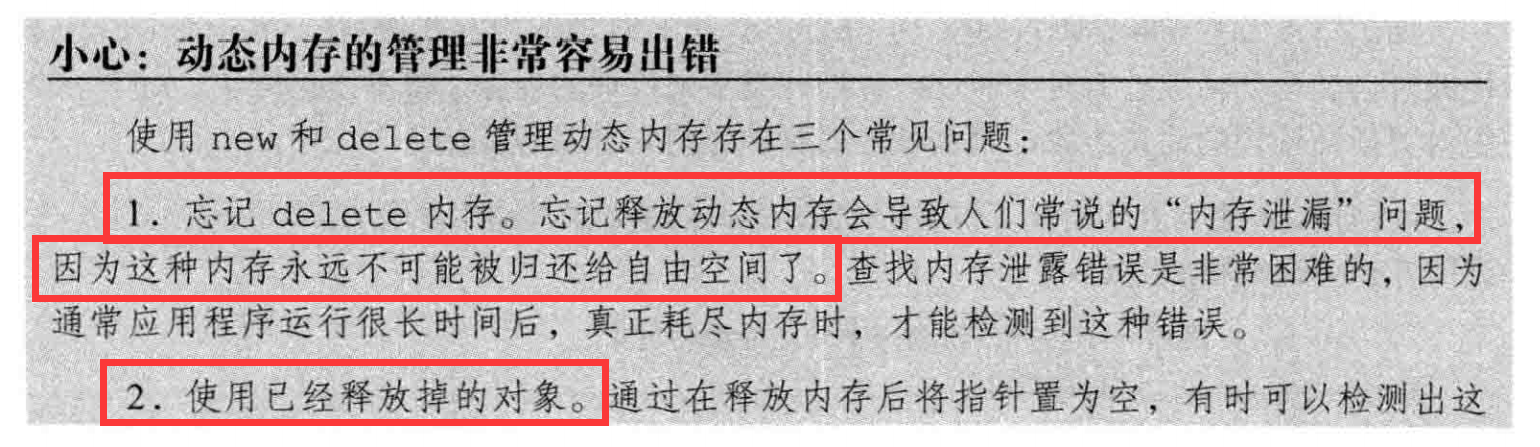 小心：动态内存的管理非常容易出错
使用 new 和 delete 管理动态内存存在三个常见问题：
1. 忘记 delete 内存。忘记释放动态内存会导致人们常说的“内存泄漏”问题，
因为这种内存永远不可能被归还给自由空间了。查找内存泄露错误是非常困难的，因为
通常应用程序运行很长时间后，真正耗尽内存时，才能检测到这种错误。
2. 使用已经释放掉的对象。通过在释放内存后将指针置为空，有时可以检测出这